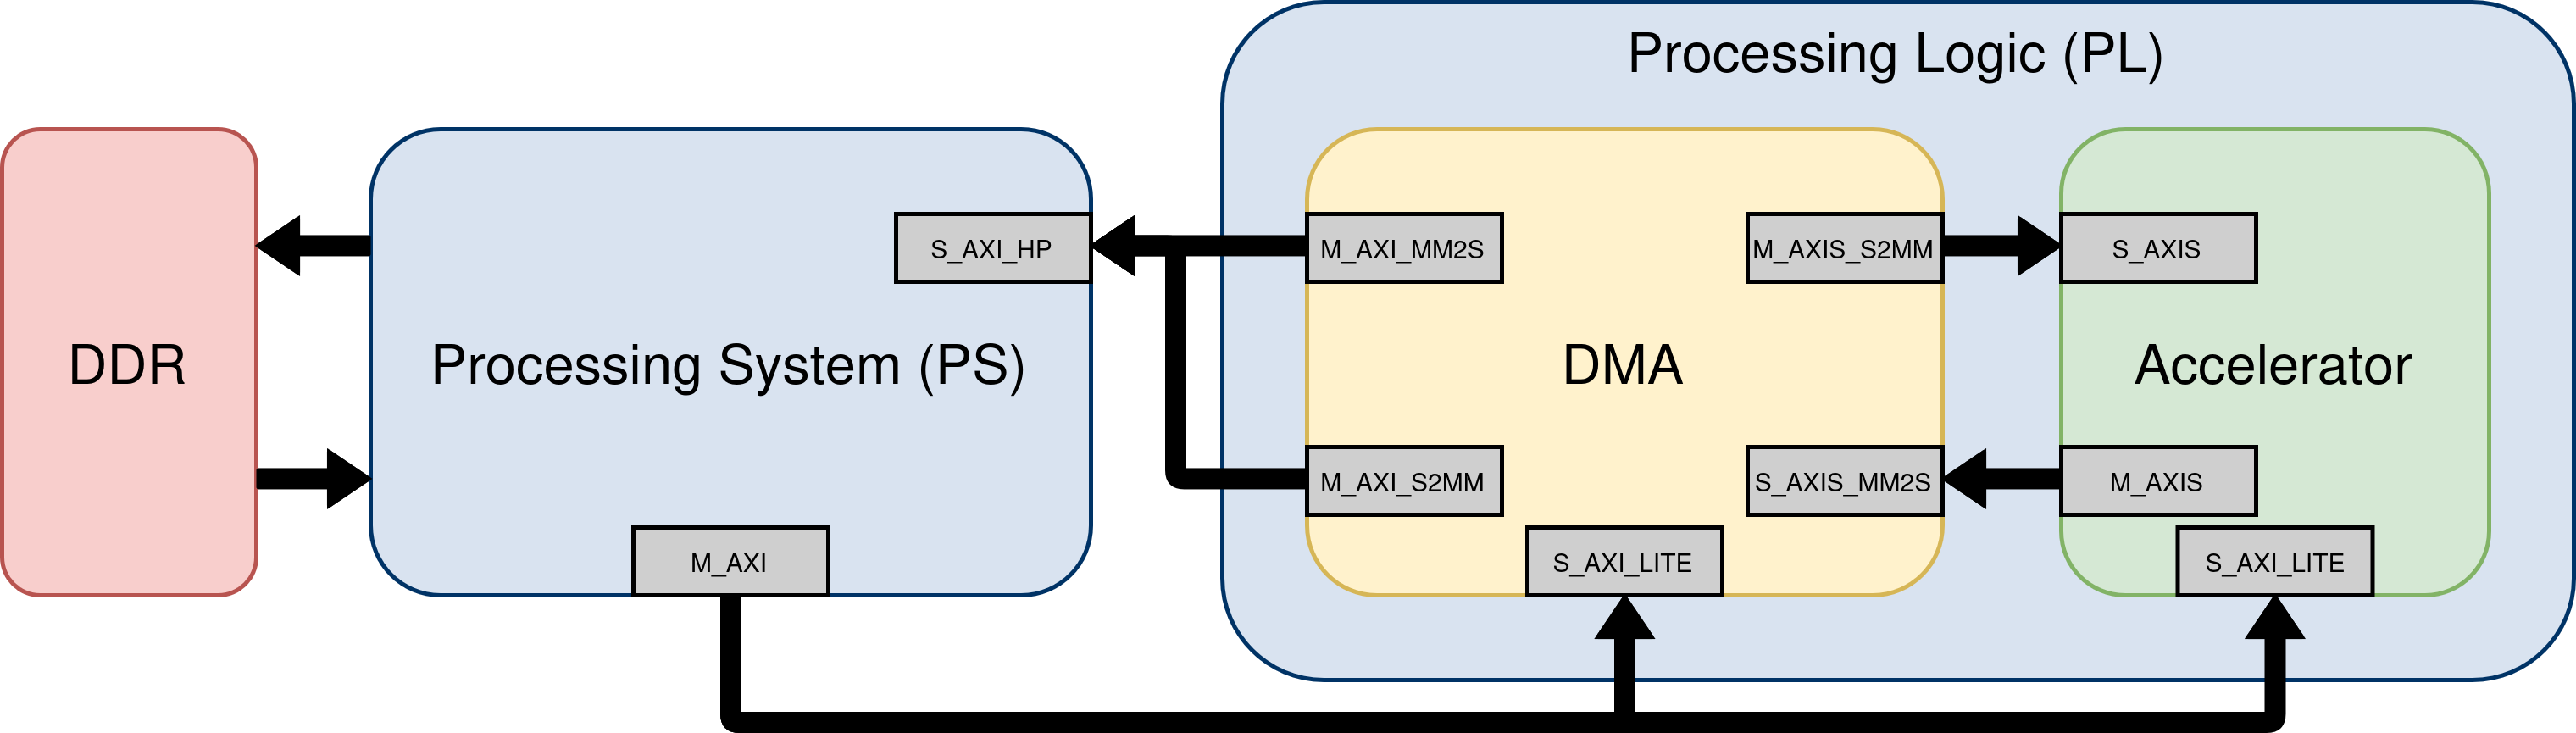 Processing Logic (PL)
S_AXI_HP
M_AXI_MM2S
M_AXIS_S2MM
S_AXIS
DDR
Processing System (PS)
DMA
Accelerator
M_AXI_S2MM
S_AXIS_MM2S
M_AXIS
M_AXI
S_AXI_LITE
S_AXI_LITE